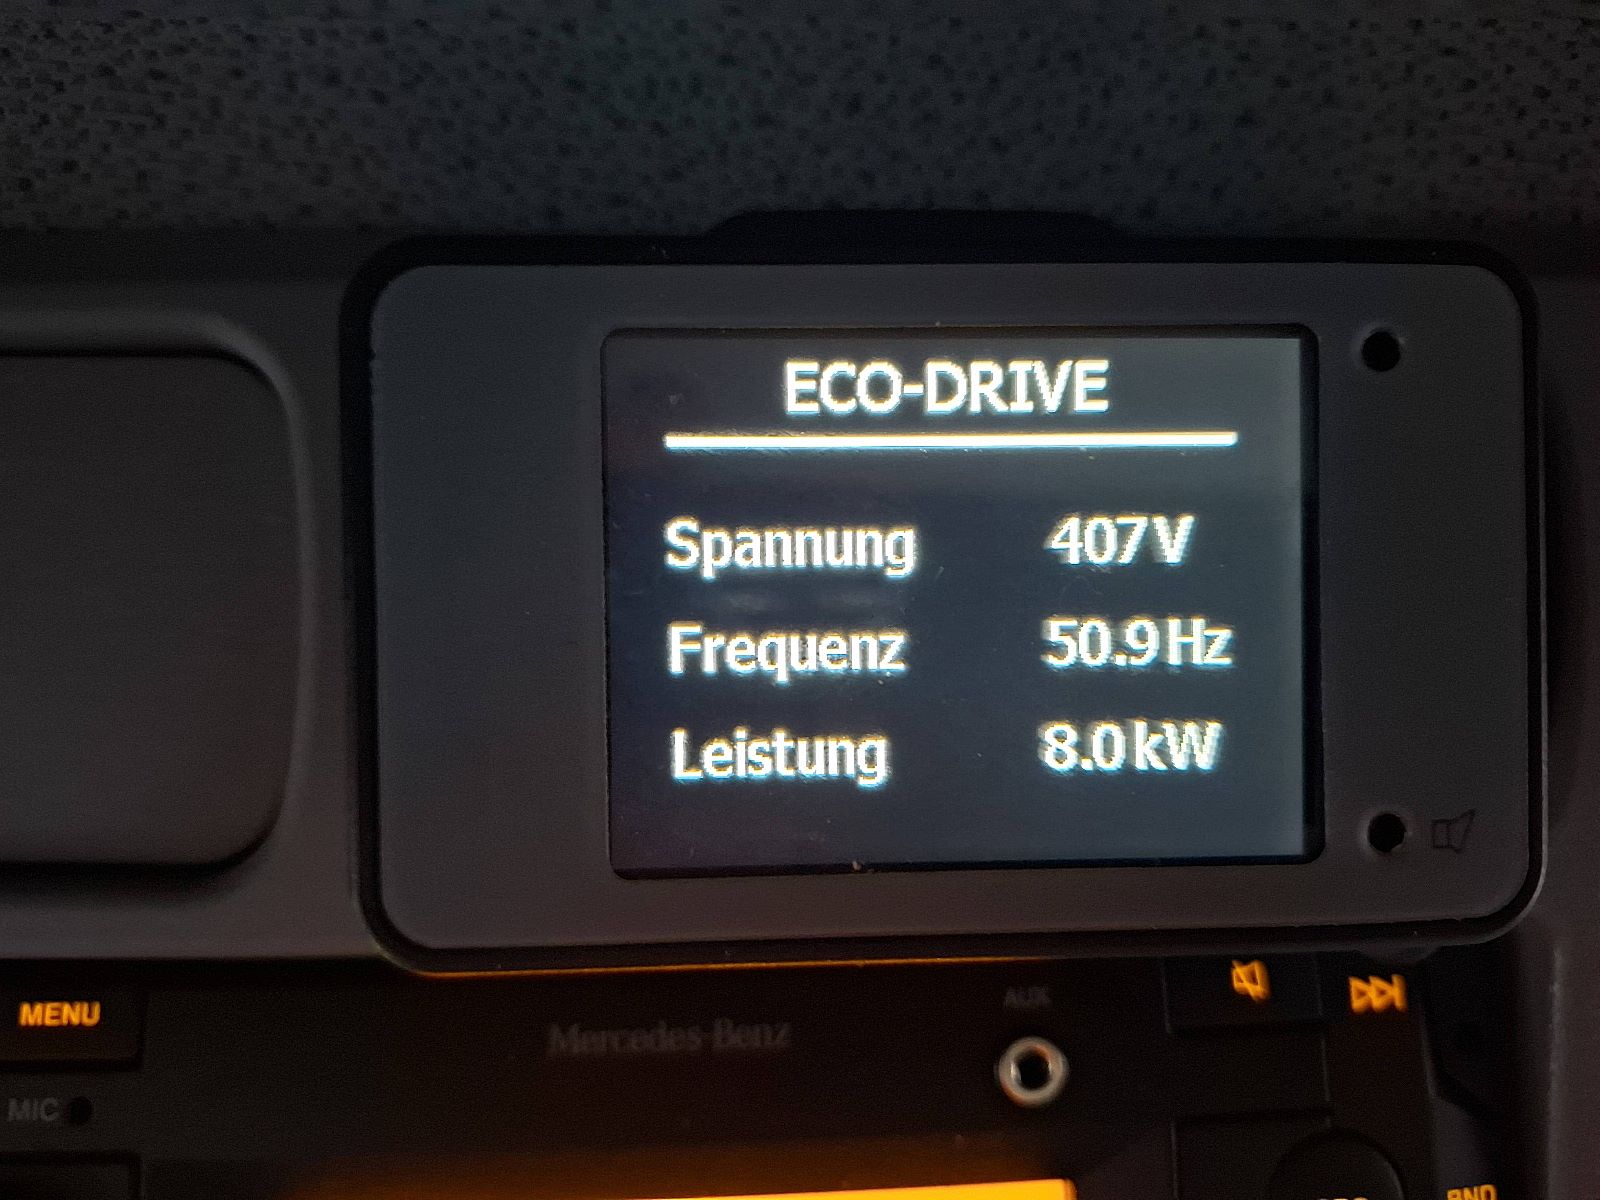 ECO-DRIVE
Spannung 407V
Frequenz 50.9Hz
Leistung 8.0kW
MENU
Mercedes-Benz
AUX
MIC